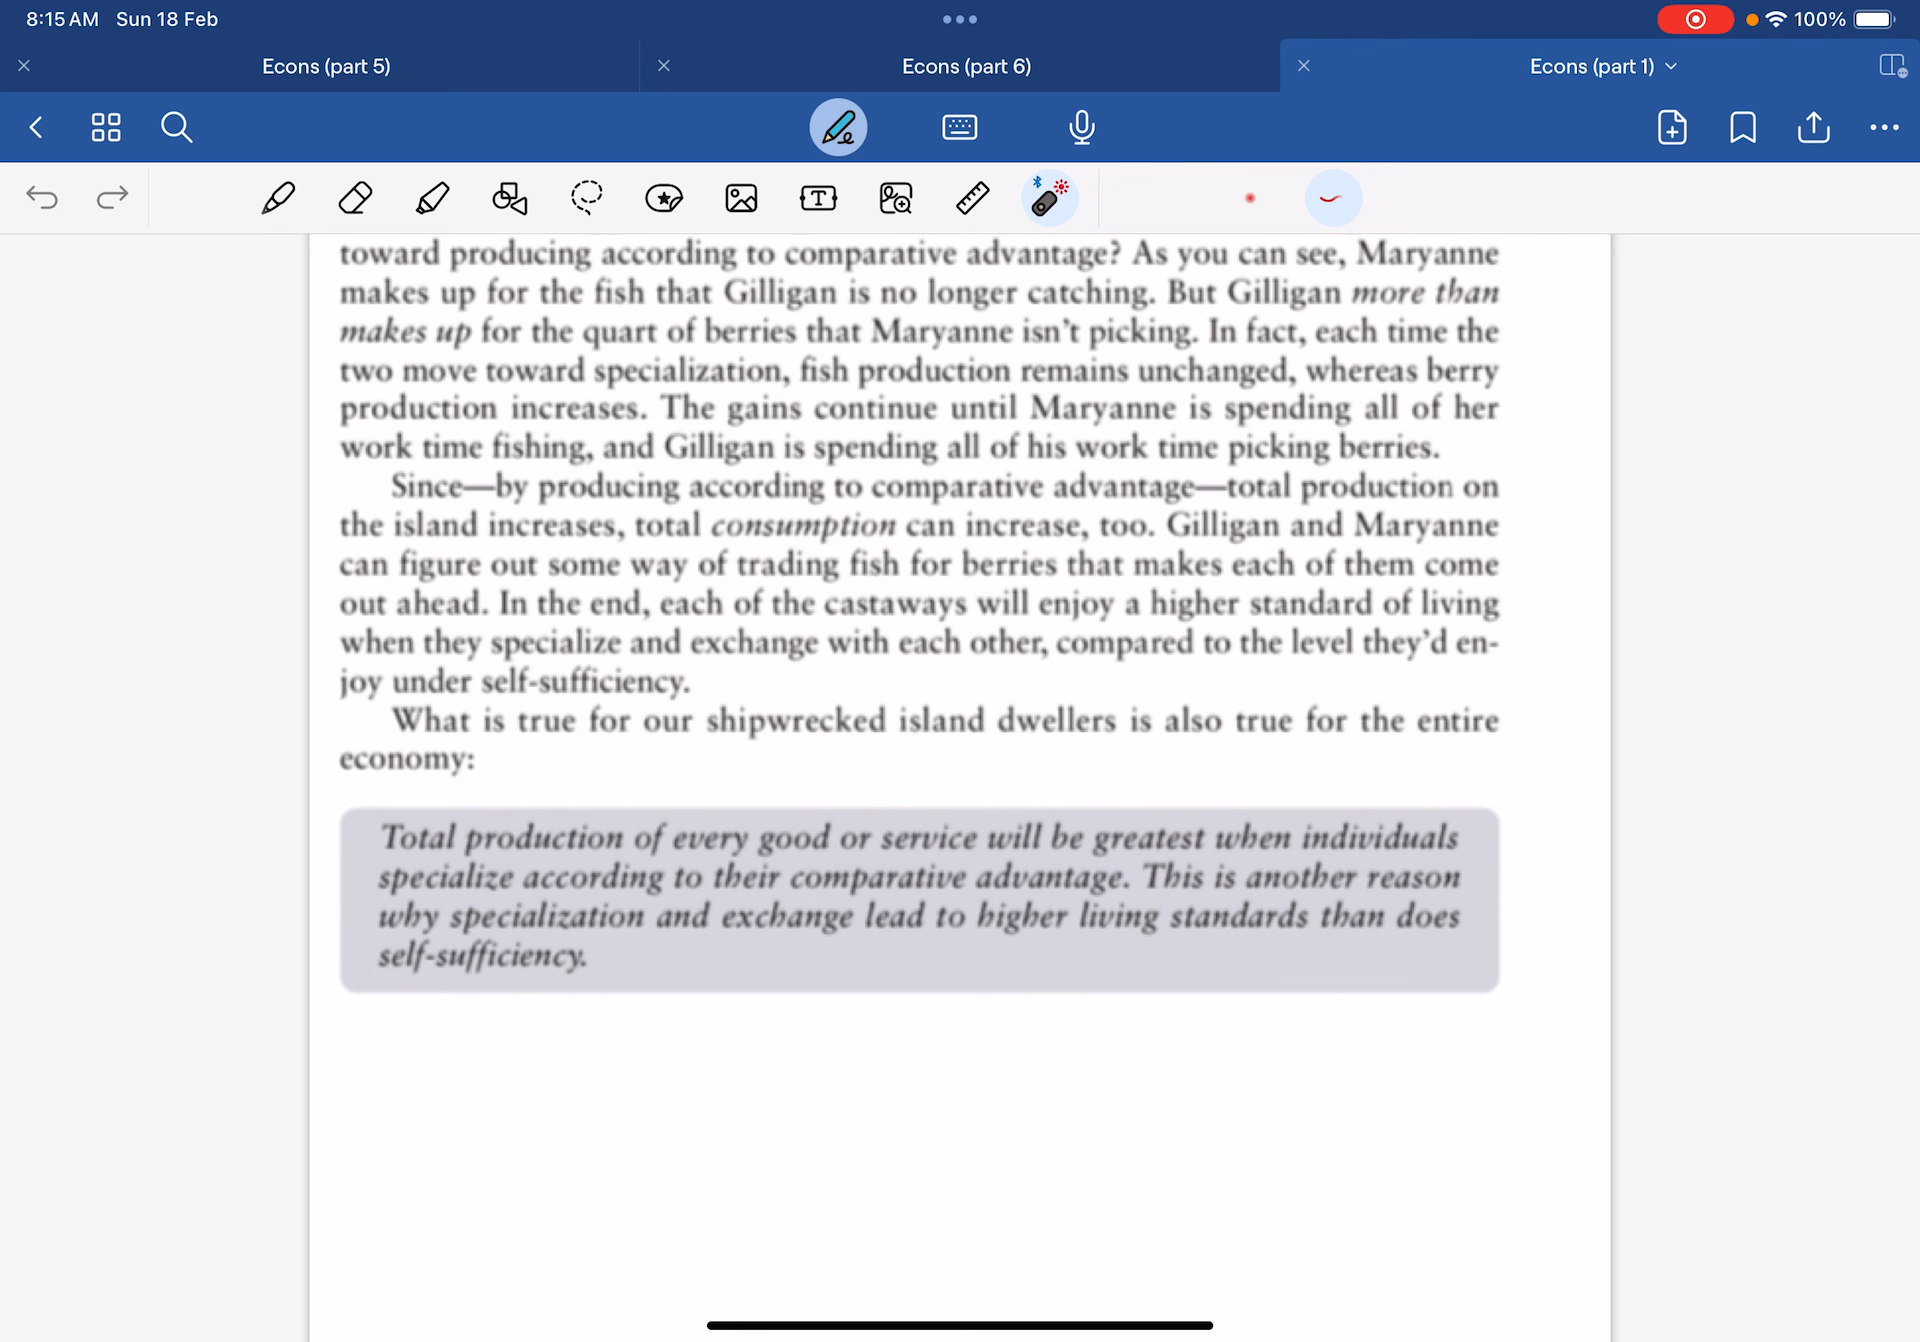 8:15 AM Sun 18 Feb
100%
Econs (part 5)
Econs (part 6)
Econs (part 1)
toward producing according to comparative advantage? As you can see, Maryanne
makes up for the fish that Gilligan is no longer catching. But Gilligan more than
makes up for the quart of berries that Maryanne isn't picking. In fact, each time the
two move toward specialization, fish production remains unchanged, whereas berry
production increases. The gains continue until Maryanne is spending all of her
work time fishing, and Gilligan is spending all of his work time picking berries.
Since—by producing according to comparative advantage—total production on
the island increases, total consumption can increase, too. Gilligan and Maryanne
can figure out some way of trading fish for berries that makes each of them come
out ahead. In the end, each of the castaways will enjoy a higher standard of living
when they specialize and exchange with each other, compared to the level they'd en-
joy under self-sufficiency.
What is true for our shipwrecked island dwellers is also true for the entire
economy:
Total production of every good or service will be greatest when individuals
specialize according to their comparative advantage. This is another reason
why specialization and exchange lead to higher living standards than does
self-sufficiency.